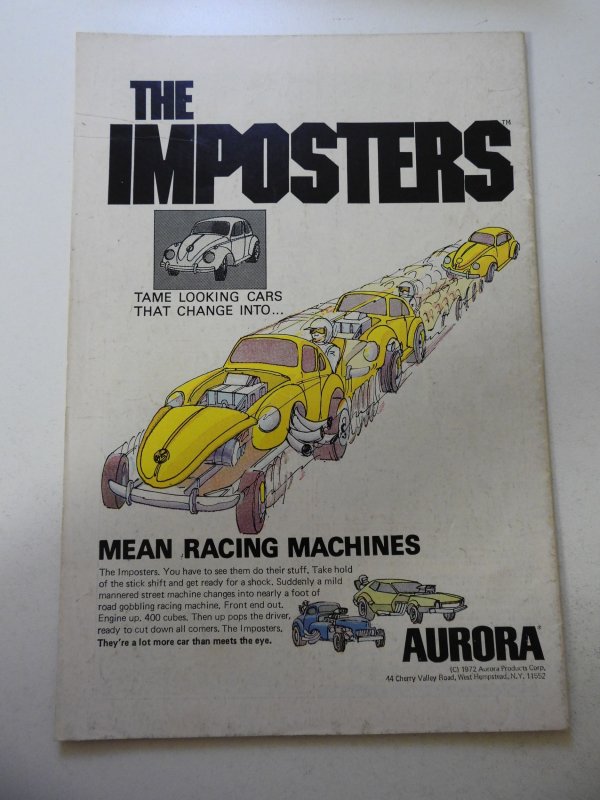 THE
IMPOSTERS™
TAME LOOKING CARS
THAT CHANGE INTO...
MEAN RACING MACHINES
The Imposters. You have to see them do their stuff. Take hold
of the stick shift and get ready for a shock. Suddenly a mild
mannered street machine changes into nearly a foot of
road gobbling racing machine. Front end out.
Engine up. 400 cubes. Then up pops the driver,
ready to cut down all comers. The Imposters.
They're a lot more car than meets the eye.
AURORA®
(C) 1972 Aurora Products Corp.
44 Cherry Valley Road, West Hempstead, N.Y. 11552